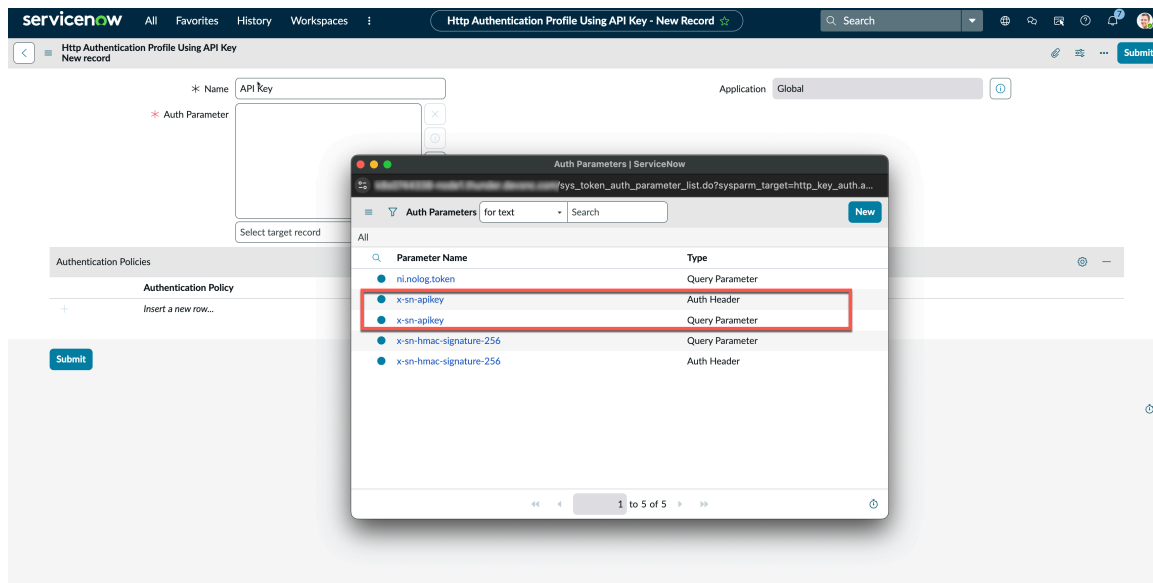 servicenow All Favorites History Workspaces Http Authentication Profile Using API Key - New Record Search 7
Http Authentication Profile Using API Key
New record
Submit
Name API Key Application Global
Auth Parameter
Auth Parameters | ServiceNow
/sys_token_auth_parameter_list.do?sysparm_target=http_key_auth.a...
Auth Parameters for text Search New
Select target record
All
Parameter Name Type
Authentication Policies
ni.nolog.token Query Parameter
Authentication Policy
x-sn-apikey Auth Header
Insert a new row...
x-sn-apikey Query Parameter
x-sn-hmac-signature-256 Query Parameter
Submit
x-sn-hmac-signature-256 Auth Header
1 to 5 of 5